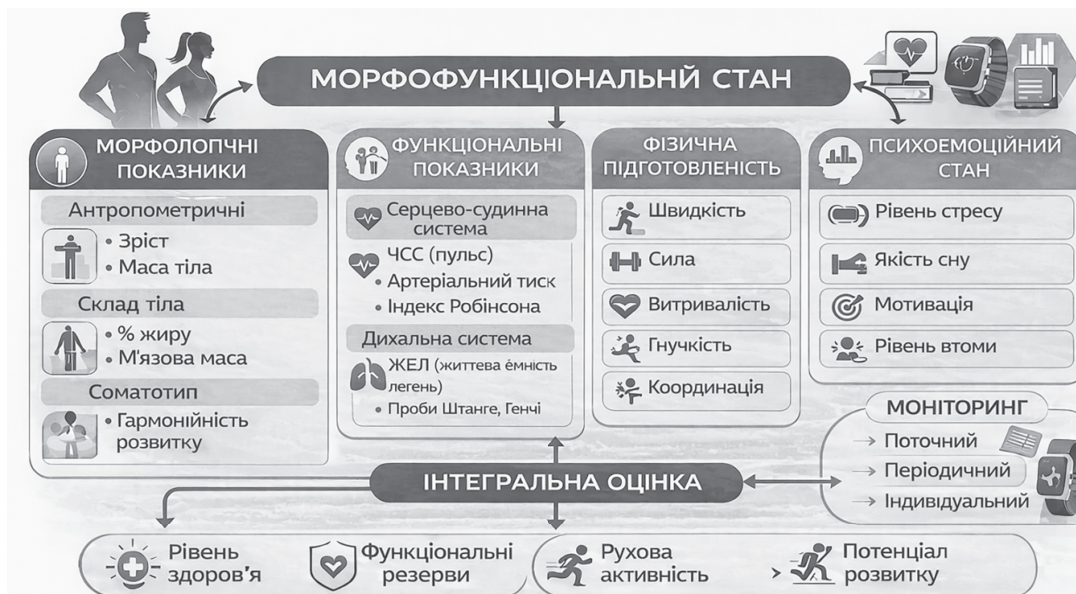 МОРФОФУНКЦІОНАЛЬНЙ СТАН
МОРФОЛОПЧНІ
ПОКАЗНИКИ
Антропометричні
• Зріст
• Маса тіла
Склад тіла
• % жиру
• М'язова маса
Соматотип
• Гармонійність
розвитку
ФУНКЦІОНАЛЬНІ
ПОКАЗНИКИ
Серцево-судинна
система
• ЧСС (пульс)
• Артеріальний тиск
• Індекс Робінсона
Дихальна система
• ЖЕЛ (життева ємність
легень)
• Проби Штанге, Генчі
ФІЗИЧНА
ПІДГОТОВЛЕНІСТЬ
Швидкість
Сила
Витривалість
Гнучкість
Координація
ПСИХОЕМОЦІЙНИЙ
СТАН
Рівень стресу
Якість сну
Мотивація
Рівень втоми
МОНІТОРИНГ
→ Поточний
→ Періодичний
→ Індивідуальний
ІНТЕГРАЛЬНА ОЦІНКА
Рівень
здоров'я
Функціональні
резерви
Рухова
активність
Потенціал
розвитку